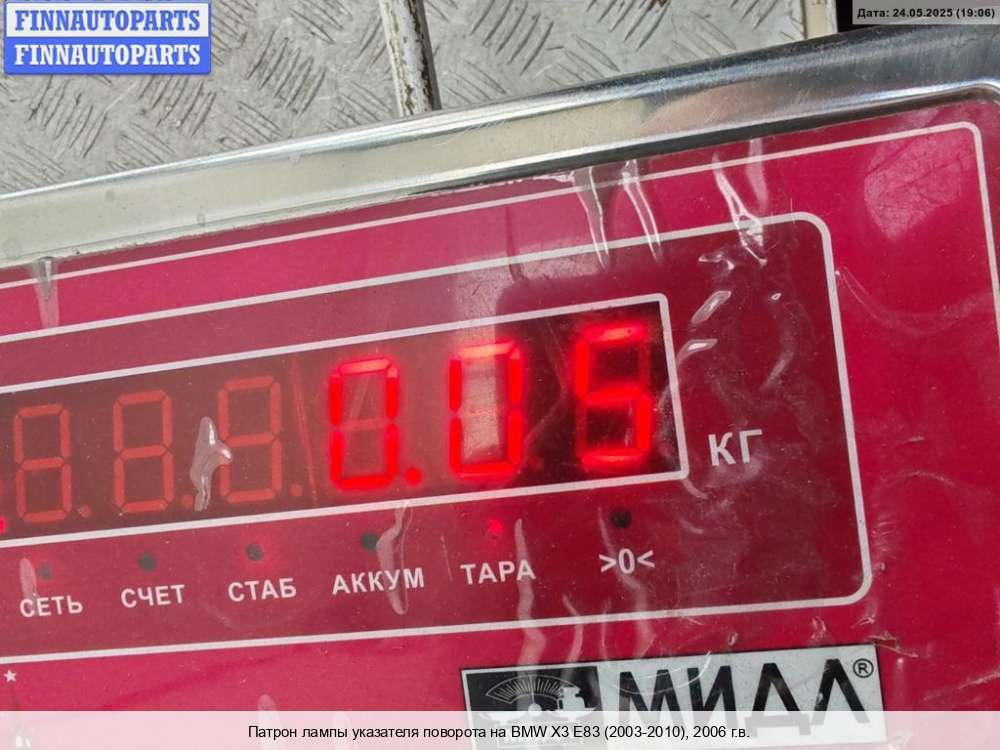 FINNAUTOPARTS
FINNAUTOPARTS
Дата: 24.05.2025 (19:06)
0.05
КГ
СЕТЬ СЧЕТ СТАБ АККУМ ТАРА >0<
МИДЛ®
Патрон лампы указателя поворота на BMW X3 E83 (2003-2010), 2006 г.в.